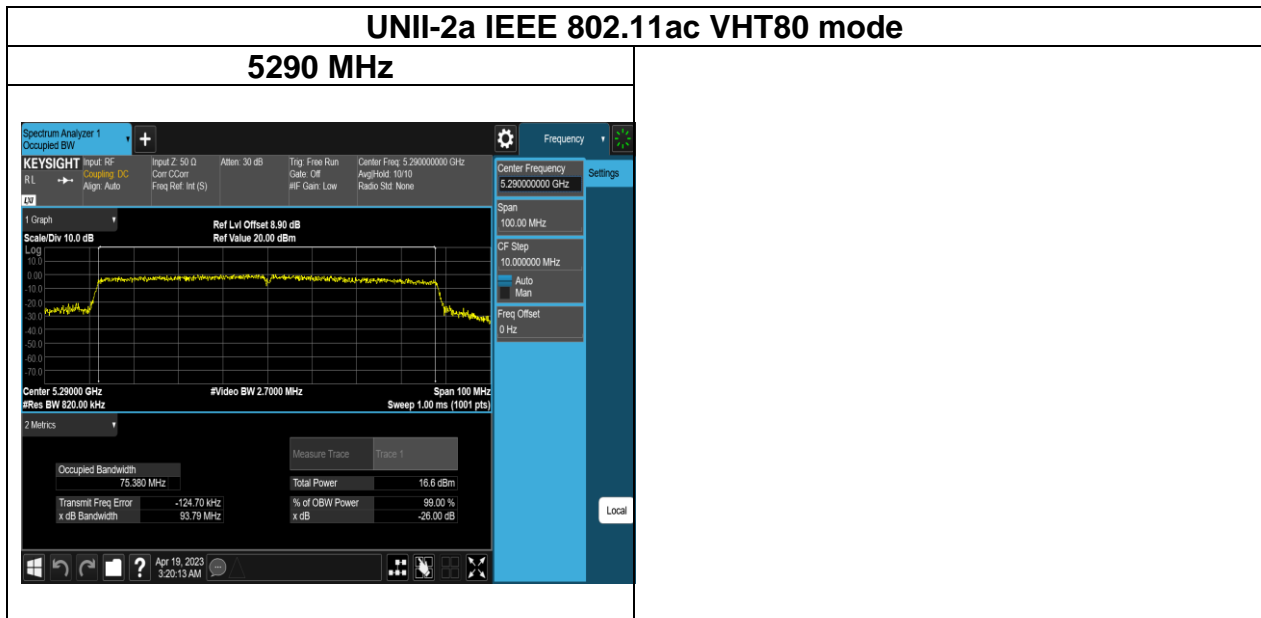 UNII-2a IEEE 802.11ac VHT80 mode
5290 MHz
Spectrum Analyzer 1
Occupied BW
Frequency
KEYSIGHT
RL
LXI
Input: RF
Coupling: DC
Align: Auto
Input Z: 50 Ω
Corr CCorr
Freq Ref: Int (S)
Atten: 30 dB
Trig: Free Run
Gate: Off
#IF Gain: Low
Center Freq: 5.290000000 GHz
Avg|Hold: 10/10
Radio Std: None
Center Frequency
5.290000000 GHz
Settings
Span
100.00 MHz
CF Step
10.000000 MHz
Auto
Man
Freq Offset
0 Hz
1 Graph
Scale/Div 10.0 dB
Ref Lvl Offset 8.90 dB
Ref Value 20.00 dBm
Log
10.0
0.00
-10.0
-20.0
-30.0
-40.0
-50.0
-60.0
-70.0
Center 5.29000 GHz
#Res BW 820.00 kHz
#Video BW 2.7000 MHz
Span 100 MHz
Sweep 1.00 ms (1001 pts)
2 Metrics
Measure Trace
Trace 1
Occupied Bandwidth
75.380 MHz
Total Power
16.6 dBm
Transmit Freq Error
-124.70 kHz
% of OBW Power
99.00 %
x dB Bandwidth
93.79 MHz
x dB
-26.00 dB
Local
?
Apr 19, 2023
3:20:13 AM